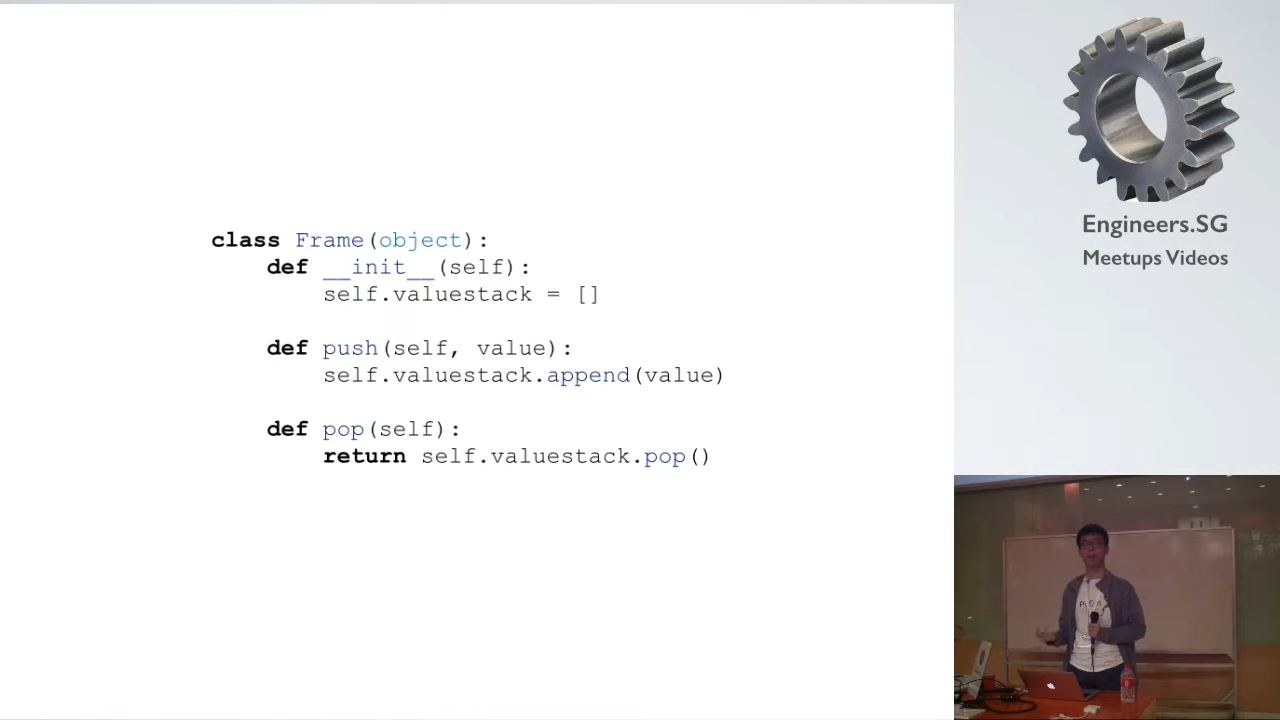 class Frame(object):
    def __init__(self):
        self.valuestack = []
    def push(self, value):
        self.valuestack.append(value)
    def pop(self):
        return self.valuestack.pop()
Engineers.SG
Meetups Videos